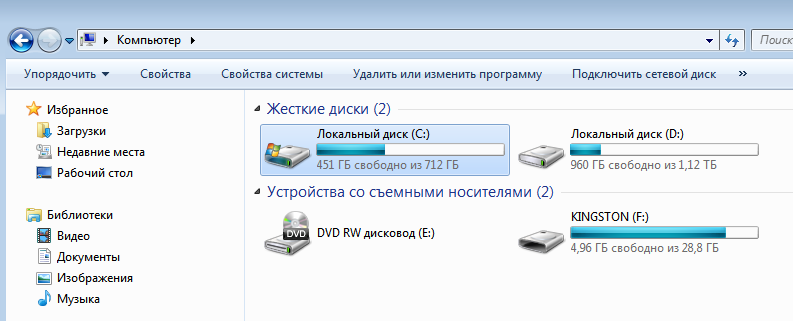 Компьютер
Поиск
Упорядочить Свойства Свойства системы Удалить или изменить программу Подключить сетевой диск »
Избранное
Загрузки
Недавние места
Рабочий стол
Библиотеки
Видео
Документы
Изображения
Музыка
Жесткие диски (2)
Локальный диск (C:)
451 ГБ свободно из 712 ГБ
Локальный диск (D:)
960 ГБ свободно из 1,12 ТБ
Устройства со съемными носителями (2)
DVD
DVD RW дисковод (E:)
KINGSTON (F:)
4,96 ГБ свободно из 28,8 ГБ